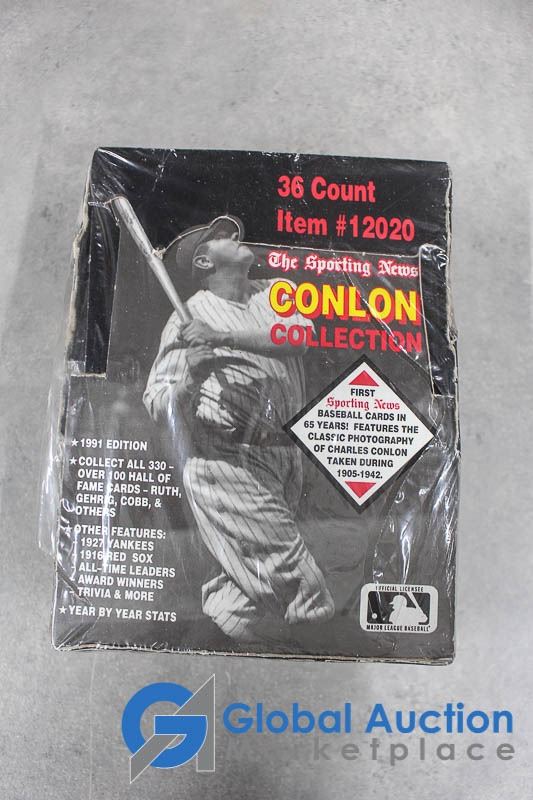 36 Count
Item #12020
The Sporting News
CONLON
COLLECTION
FIRST
Sporting News
BASEBALL CARDS IN
65 YEARS! FEATURES THE
CLASSIC PHOTOGRAPHY
OF CHARLES CONLON
TAKEN DURING
1905-1942.
★1991 EDITION
★COLLECT ALL 330 –
OVER 100 HALL OF
FAME CARDS – RUTH,
GEHRIG, COBB, &
OTHERS
★OTHER FEATURES:
- 1927 YANKEES
- 1916 RED SOX
- ALL-TIME LEADERS
- AWARD WINNERS
- TRIVIA & MORE
★YEAR BY YEAR STATS
OFFICIAL LICENSEE
MAJOR LEAGUE BASEBALL
Global Auction
Marketplace